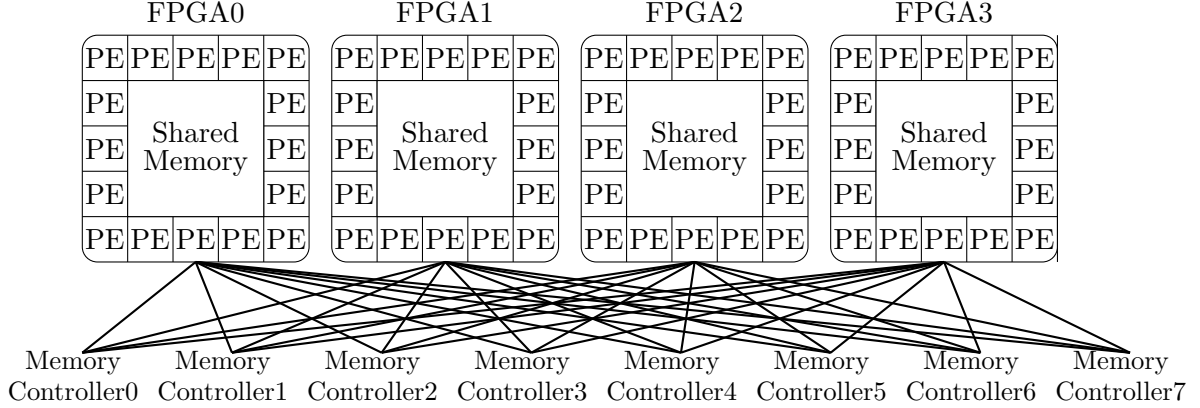 FPGA0 FPGA1 FPGA2 FPGA3
PE PE PE PE PE PE PE PE PE PE PE PE PE PE PE PE PE PE PE PE
PE PE PE PE PE PE PE PE
Shared Shared Shared Shared
PE PE PE PE PE PE PE PE
Memory Memory Memory Memory
PE PE PE PE PE PE PE PE
PE PE PE PE PE PE PE PE PE PE PE PE PE PE PE PE PE PE PE PE
Memory Memory Memory Memory Memory Memory Memory Memory
Controller0 Controller1 Controller2 Controller3 Controller4 Controller5 Controller6 Controller7